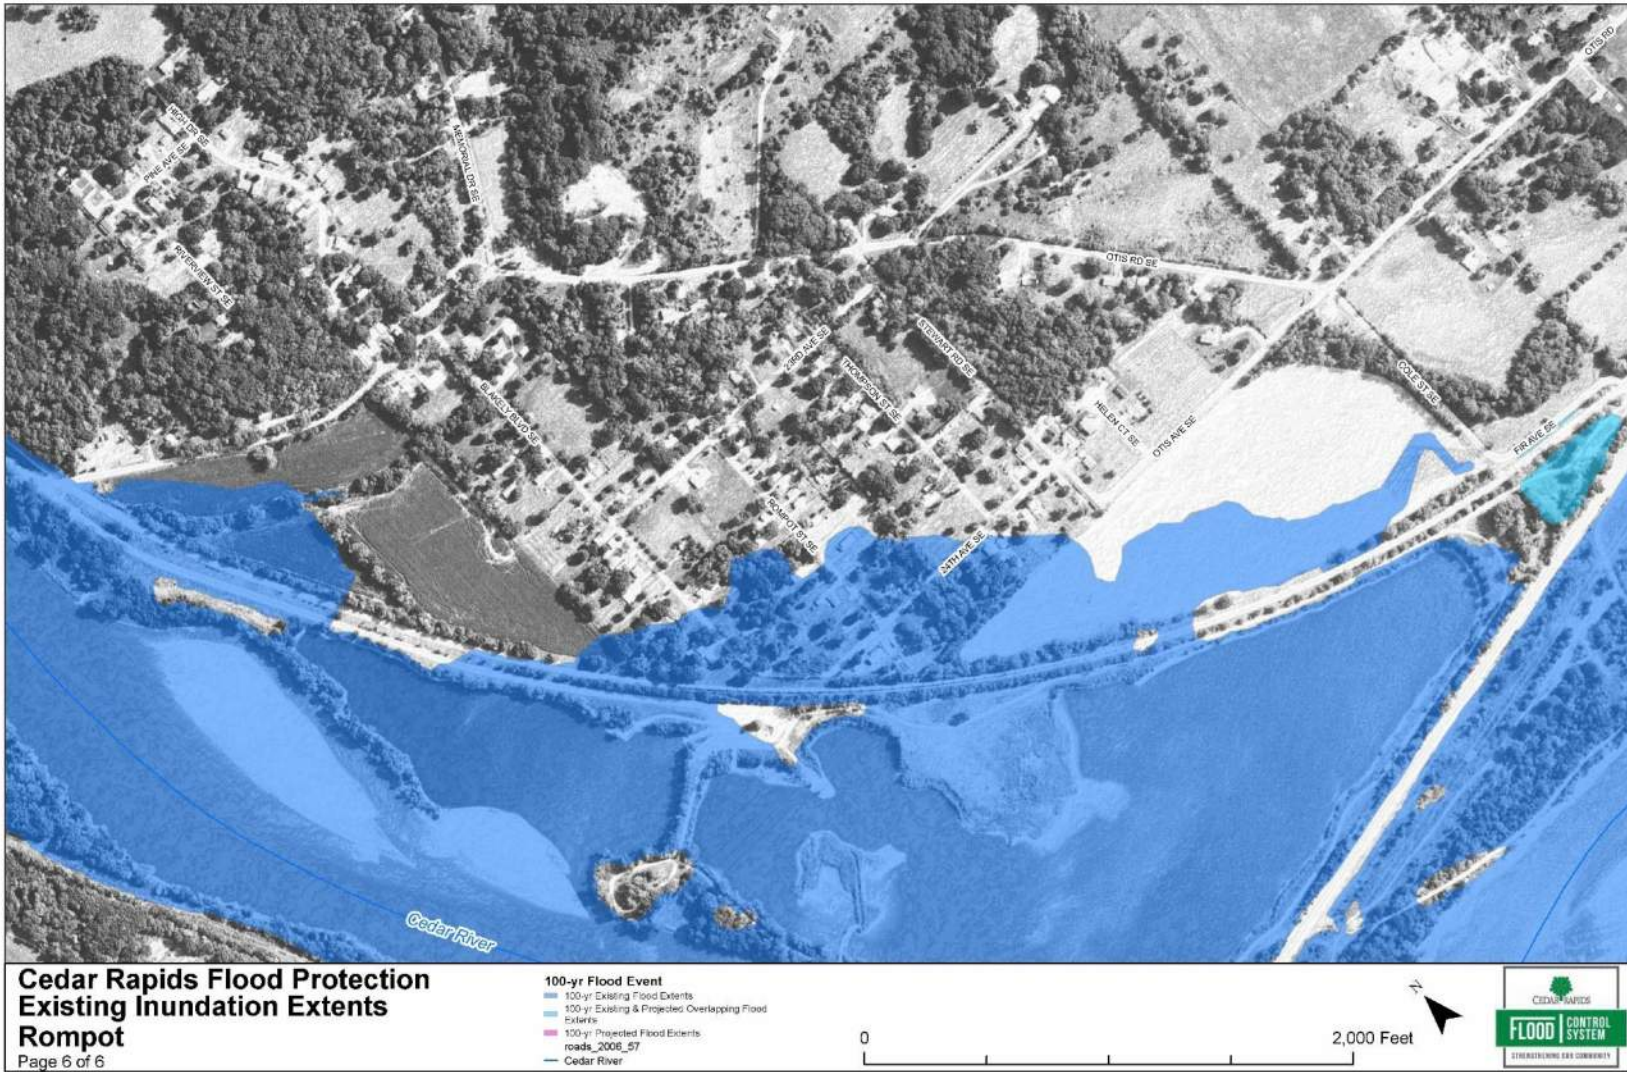 OTIS RD
HIGH DR SE
PINE AVE SE
MEMORIAL DR SE
RIVERVIEW ST SE
OTIS RD SE
23RD AVE SE
STEWART RD SE
THOMPSON ST SE
COLE ST SE
BLAKELY BLVD SE
HELEN CT SE
OTIS AVE SE
FIR AVE SE
ROMPOT ST SE
24TH AVE SE
Cedar River
Cedar Rapids Flood Protection
Existing Inundation Extents
Rompot
Page 6 of 6
100-yr Flood Event
100-yr Existing Flood Extents
100-yr Existing & Projected Overlapping Flood
Extents
100-yr Projected Flood Extents
roads_2006_57
Cedar River
0
2,000 Feet
N
CEDAR RAPIDS
FLOOD CONTROL
SYSTEM
STRENGTHENING OUR COMMUNITY